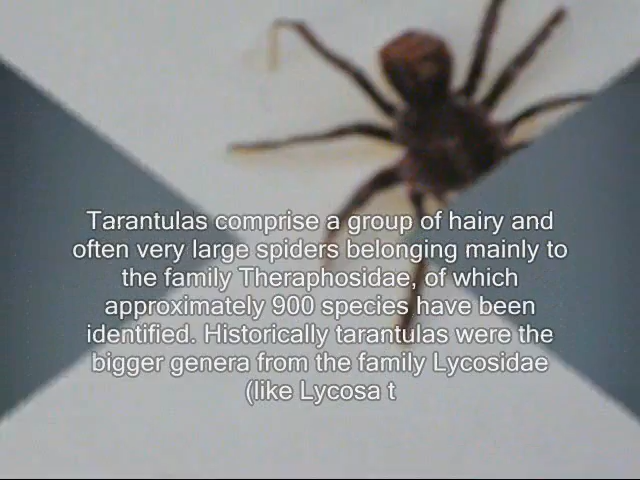 Tarantulas comprise a group of hairy and
often very large spiders belonging mainly to
the family Theraphosidae, of which
approximately 900 species have been
identified. Historically tarantulas were the
bigger genera from the family Lycosidae
(like Lycosa t